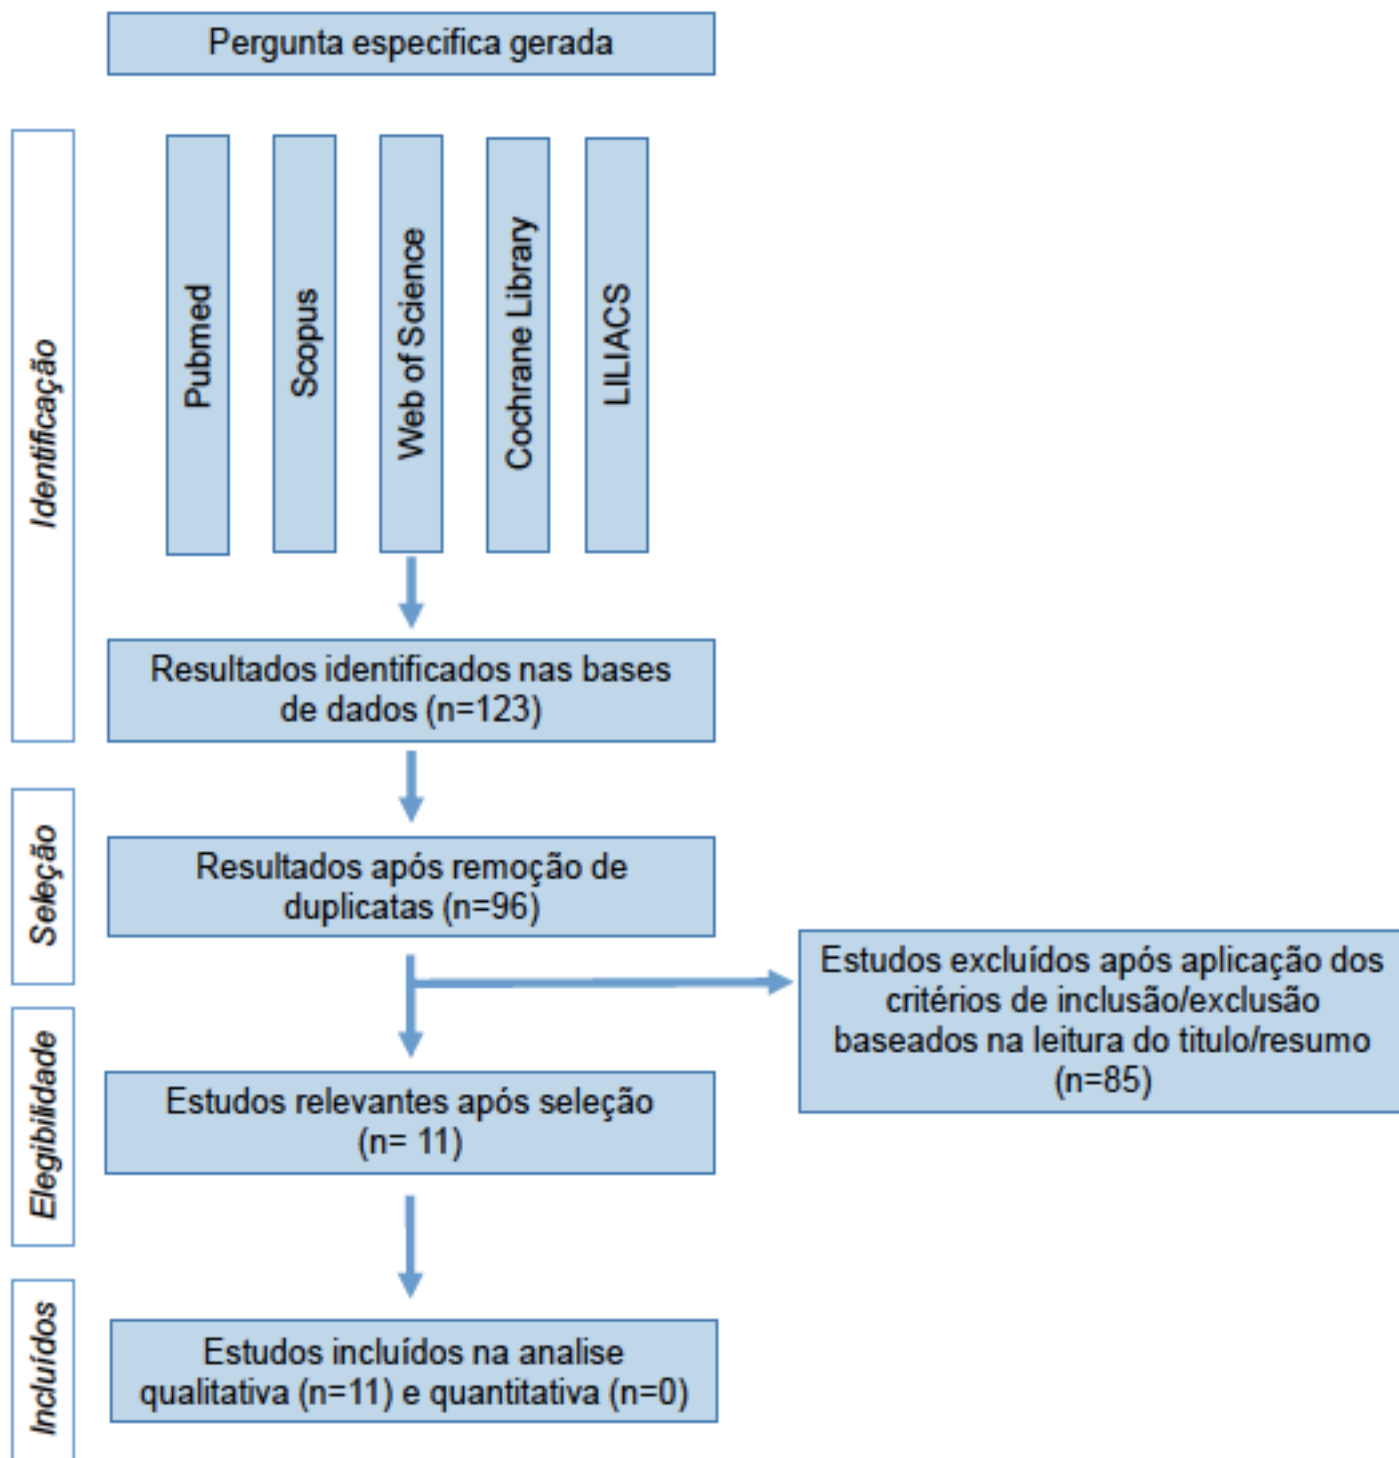 Pergunta especifica gerada
Identificação
Pubmed
Scopus
Web of Science
Cochrane Library
LILIACS
Resultados identificados nas bases
de dados (n=123)
Seleção
Resultados após remoção de
duplicatas (n=96)
Estudos excluídos após aplicação dos
critérios de inclusão/exclusão
baseados na leitura do titulo/resumo
(n=85)
Elegibilidade
Estudos relevantes após seleção
(n= 11)
Incluídos
Estudos incluídos na analise
qualitativa (n=11) e quantitativa (n=0)